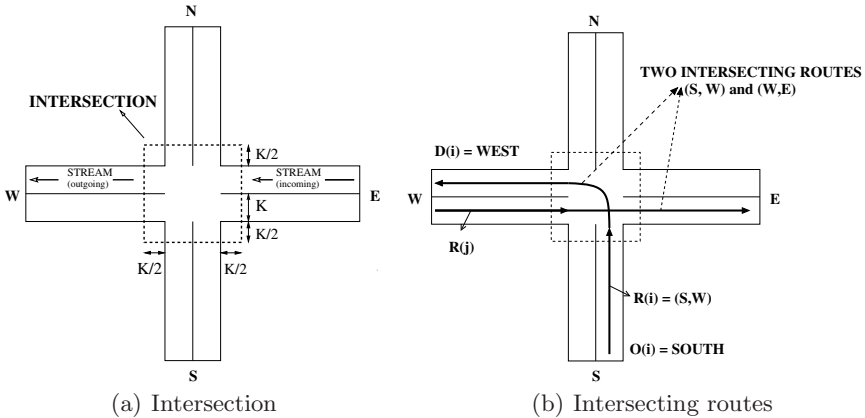 N
INTERSECTION
K/2
STREAM
(outgoing)
STREAM
(incoming)
W
E
K
K/2
K/2
K/2
S
(a) Intersection
N
TWO INTERSECTING ROUTES
(S, W) and (W,E)
D(i) = WEST
W
E
R(j)
R(i) = (S,W)
O(i) = SOUTH
S
(b) Intersecting routes